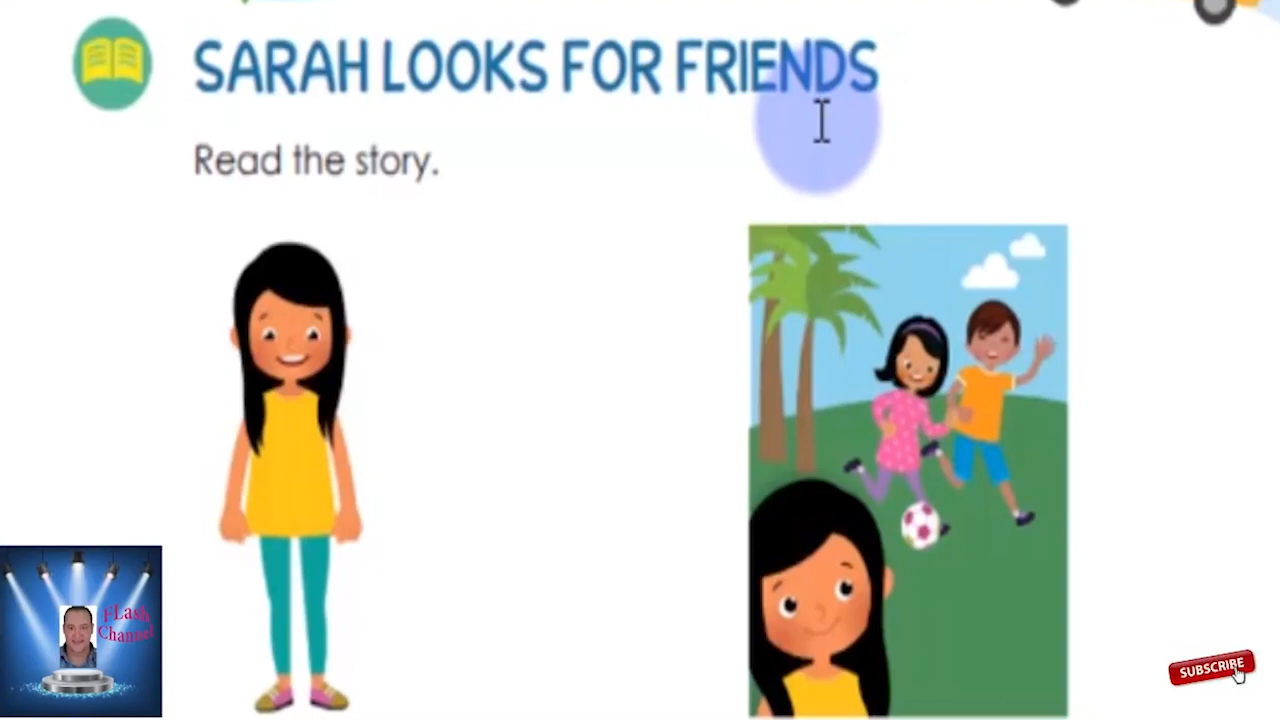 SARAH LOOKS FOR FRIENDS
Read the story.
FLash
Channel
SUBSCRIBE